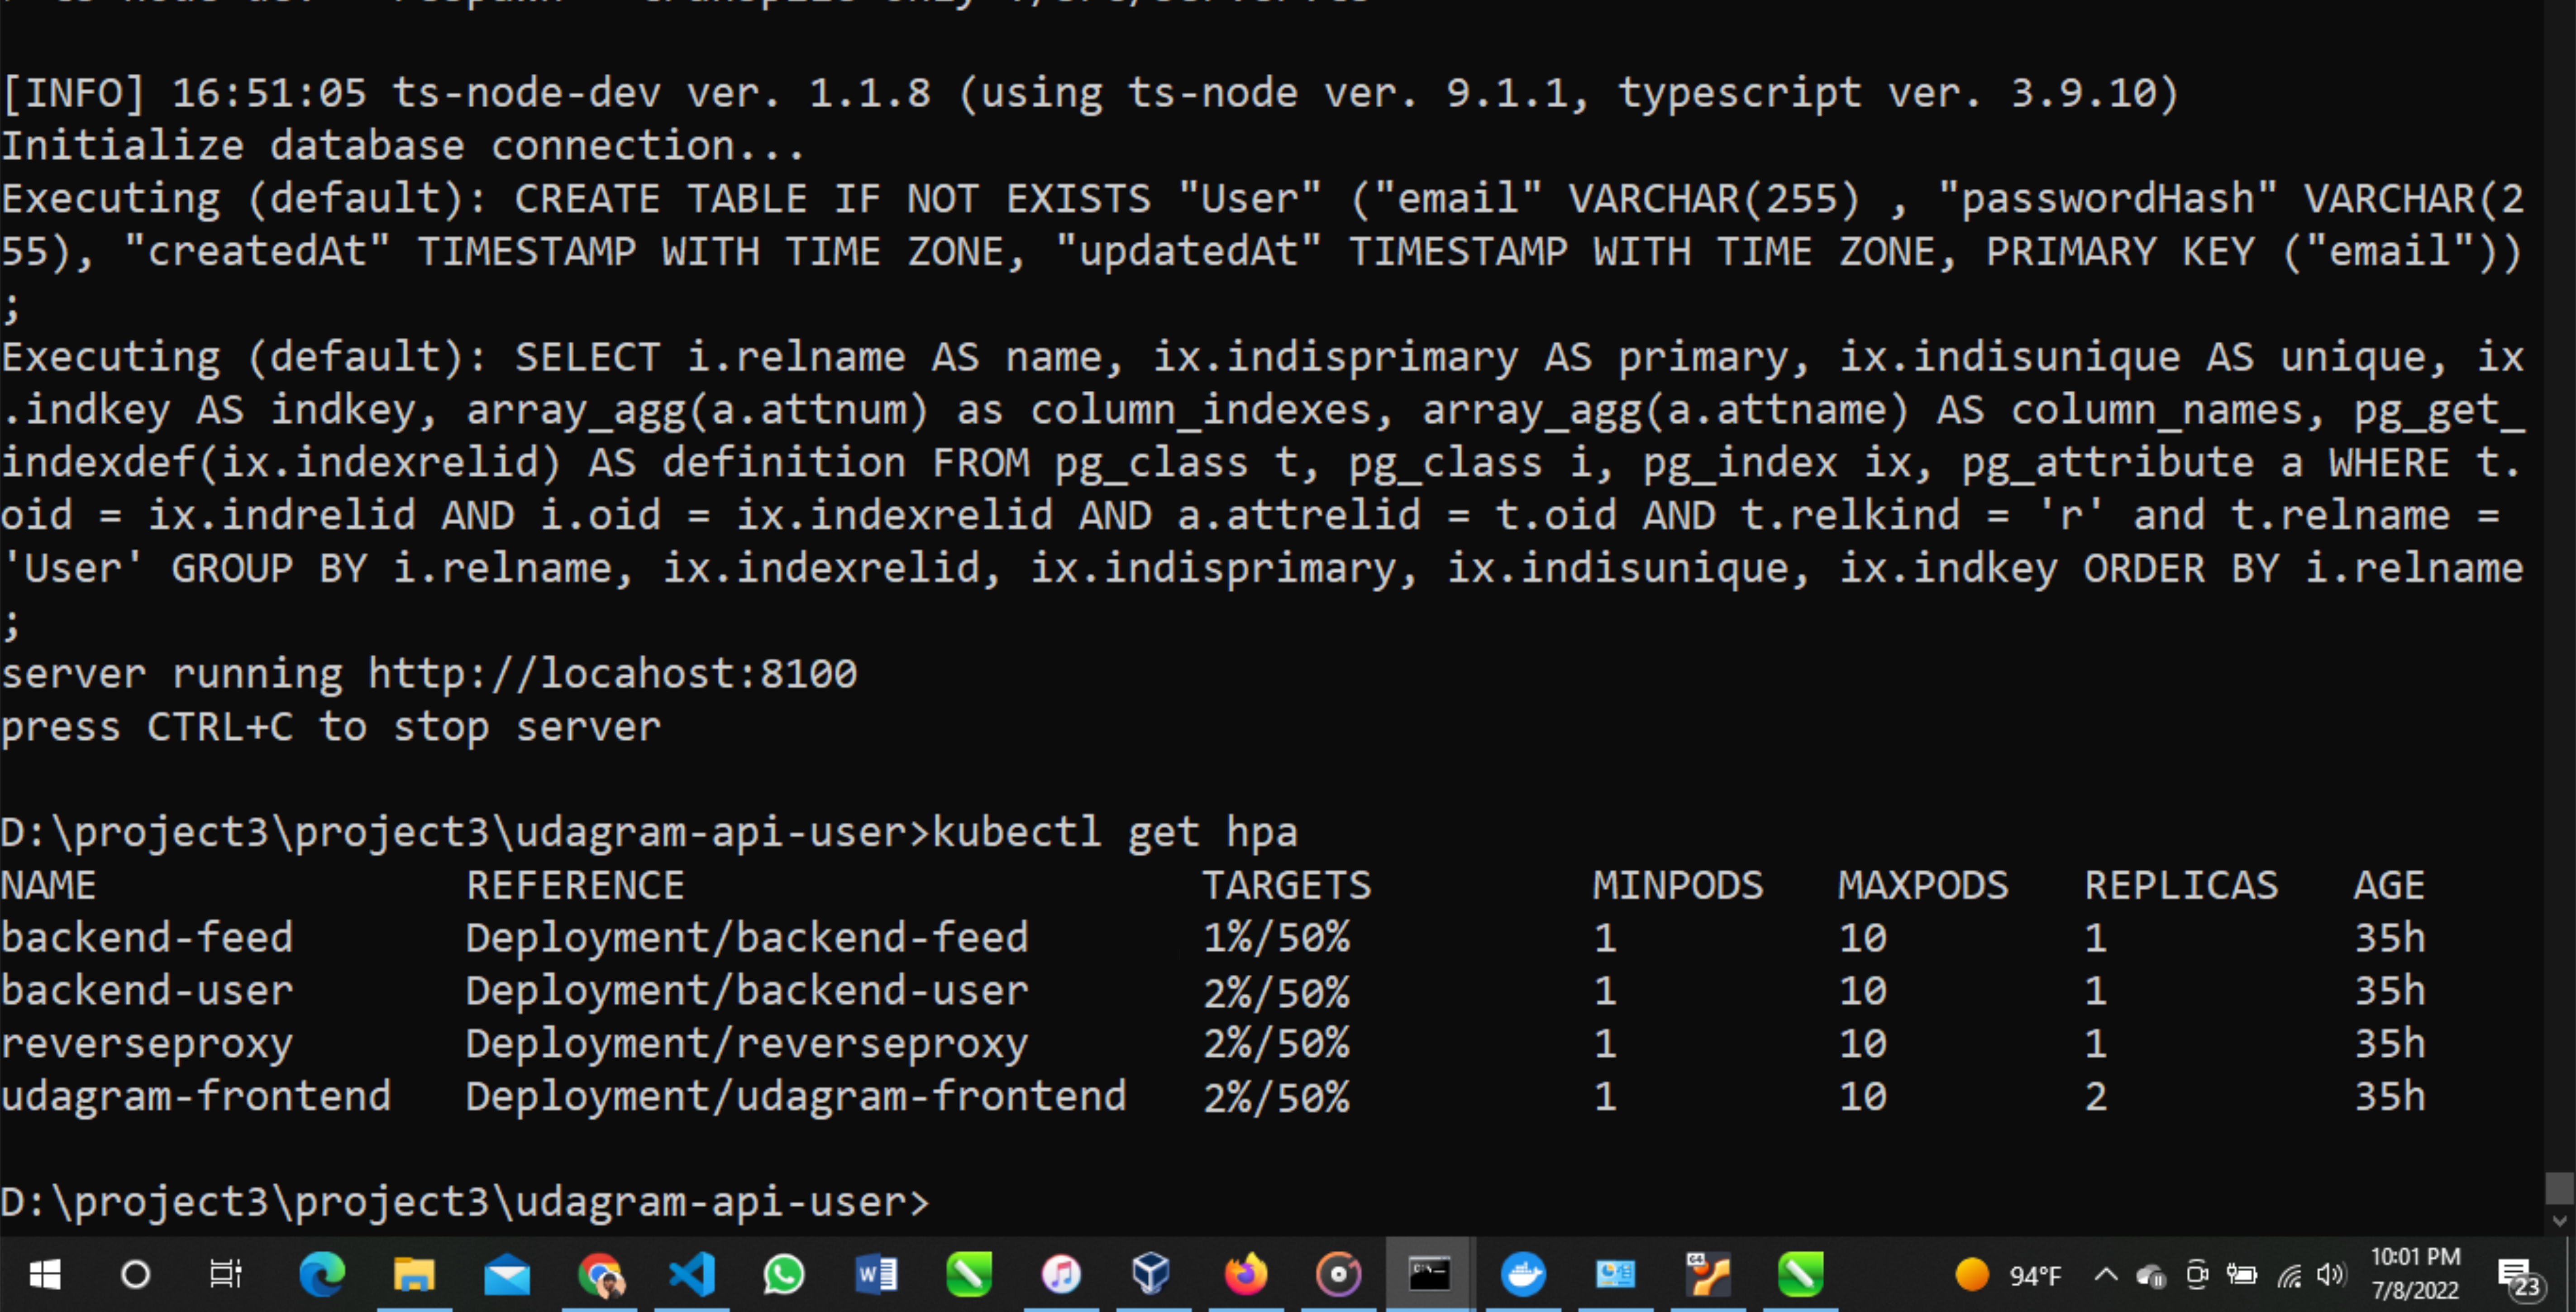 [INFO] 16:51:05 ts-node-dev ver. 1.1.8 (using ts-node ver. 9.1.1, typescript ver. 3.9.10)
Initialize database connection...
Executing (default): CREATE TABLE IF NOT EXISTS "User" ("email" VARCHAR(255) , "passwordHash" VARCHAR(2
55), "createdAt" TIMESTAMP WITH TIME ZONE, "updatedAt" TIMESTAMP WITH TIME ZONE, PRIMARY KEY ("email"))
;
Executing (default): SELECT i.relname AS name, ix.indisprimary AS primary, ix.indisunique AS unique, ix
.indkey AS indkey, array_agg(a.attnum) as column_indexes, array_agg(a.attname) AS column_names, pg_get_
indexdef(ix.indexrelid) AS definition FROM pg_class t, pg_class i, pg_index ix, pg_attribute a WHERE t.
oid = ix.indrelid AND i.oid = ix.indexrelid AND a.attrelid = t.oid AND t.relkind = 'r' and t.relname =
'User' GROUP BY i.relname, ix.indexrelid, ix.indisprimary, ix.indisunique, ix.indkey ORDER BY i.relname
;
server running http://locahost:8100
press CTRL+C to stop server
D:\project3\project3\udagram-api-user>kubectl get hpa
NAME REFERENCE TARGETS MINPODS MAXPODS REPLICAS AGE
backend-feed Deployment/backend-feed 1%/50% 1 10 1 35h
backend-user Deployment/backend-user 2%/50% 1 10 1 35h
reverseproxy Deployment/reverseproxy 2%/50% 1 10 1 35h
udagram-frontend Deployment/udagram-frontend 2%/50% 1 10 2 35h
D:\project3\project3\udagram-api-user>
94°F
10:01 PM
7/8/2022
23